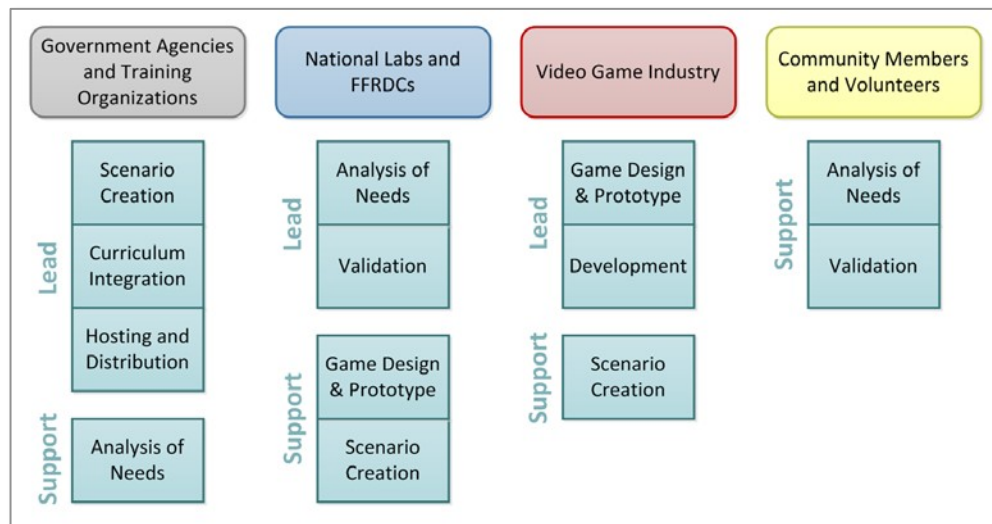 Government Agencies
and Training
Organizations
National Labs and
FFRDCs
Video Game Industry
Community Members
and Volunteers
Lead
Scenario
Creation
Curriculum
Integration
Hosting and
Distribution
Support
Analysis of
Needs
Lead
Analysis of
Needs
Validation
Support
Game Design
& Prototype
Scenario
Creation
Lead
Game Design
& Prototype
Development
Support
Scenario
Creation
Support
Analysis of
Needs
Validation